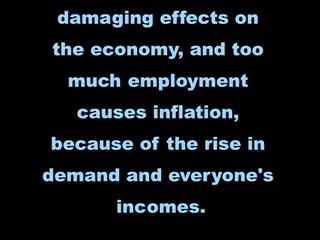 damaging effects on
the economy, and too
much employment
causes inflation,
because of the rise in
demand and everyone's
incomes.